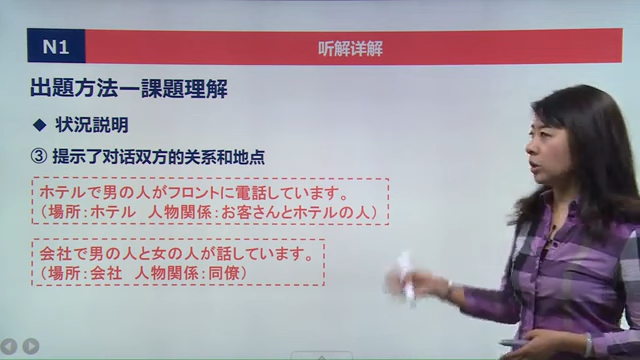 N1
听解详解
出題方法一課題理解
◆ 状況説明
③ 提示了对话双方的关系和地点
ホテルで男の人がフロントに電話しています。
（場所：ホテル 人物関係：お客さんとホテルの人）
会社で男の人と女の人が話しています。
（場所：会社 人物関係：同僚）